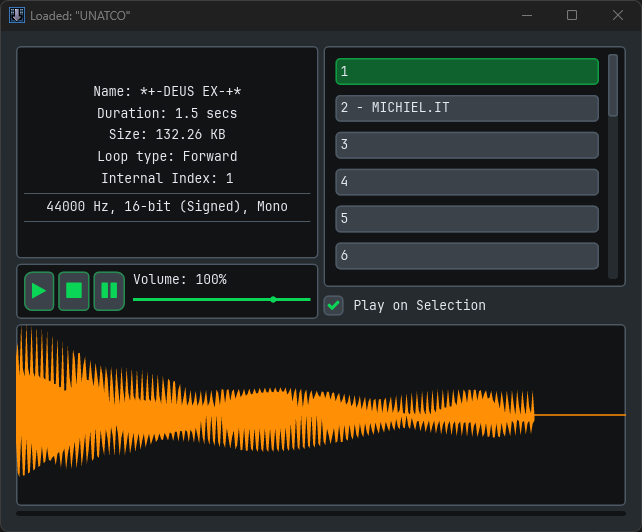 Loaded: "UNATCO"
Name: *+-DEUS EX-+*
Duration: 1.5 secs
Size: 132.26 KB
Loop type: Forward
Internal Index: 1
44000 Hz, 16-bit (Signed), Mono
Volume: 100%
1
2 - MICHIEL.IT
3
4
5
6
Play on Selection